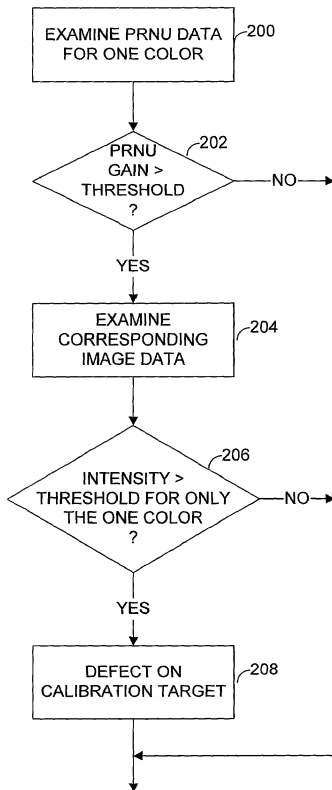 EXAMINE PRNU DATA
FOR ONE COLOR
200
PRNU
GAIN >
THRESHOLD
?
202
NO
YES
EXAMINE
CORRESPONDING
IMAGE DATA
204
INTENSITY >
THRESHOLD FOR ONLY
THE ONE COLOR
?
206
NO
YES
DEFECT ON
CALIBRATION TARGET
208